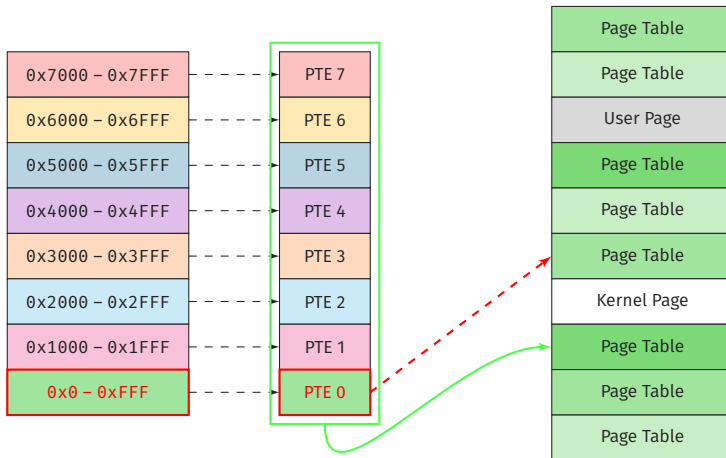 0x7000 – 0x7FFF
0x6000 – 0x6FFF
0x5000 – 0x5FFF
0x4000 – 0x4FFF
0x3000 – 0x3FFF
0x2000 – 0x2FFF
0x1000 – 0x1FFF
0x0 – 0xFFF
PTE 7
PTE 6
PTE 5
PTE 4
PTE 3
PTE 2
PTE 1
PTE 0
Page Table
Page Table
User Page
Page Table
Page Table
Page Table
Kernel Page
Page Table
Page Table
Page Table